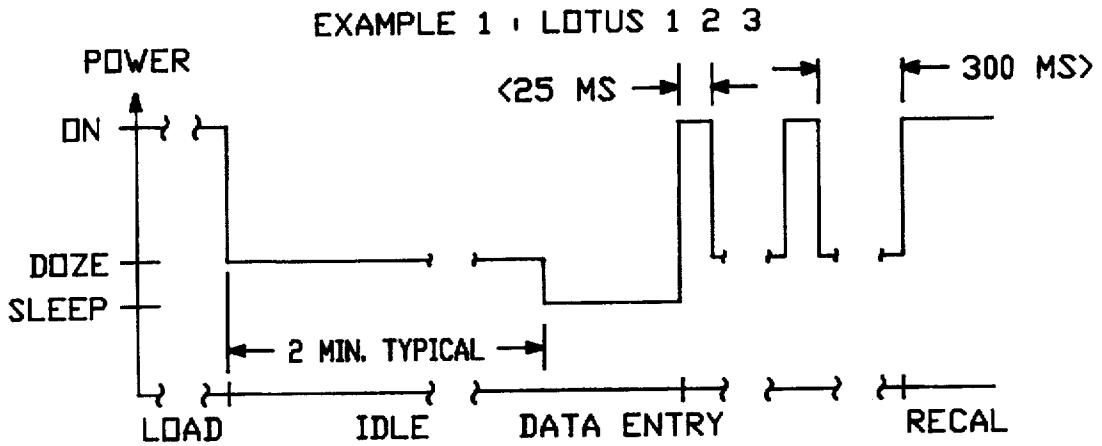 EXAMPLE 1 : LOTUS 1 2 3
POWER
<25 MS
300 MS>
ON
DOZE
SLEEP
2 MIN. TYPICAL
LOAD IDLE DATA ENTRY RECAL